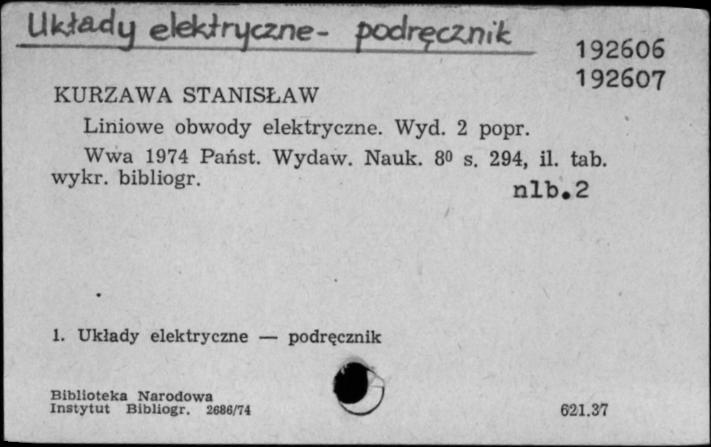 Układy elektryczne - podręcznik
192606
192607
KURZAWA STANISŁAW
Liniowe obwody elektryczne. Wyd. 2 popr.
Wwa 1974 Państ. Wydaw. Nauk. 8⁰ s. 294, il. tab.
wykr. bibliogr.
nlb.2
1. Układy elektryczne — podręcznik
Biblioteka Narodowa
Instytut Bibliogr. 2686/74
621.37